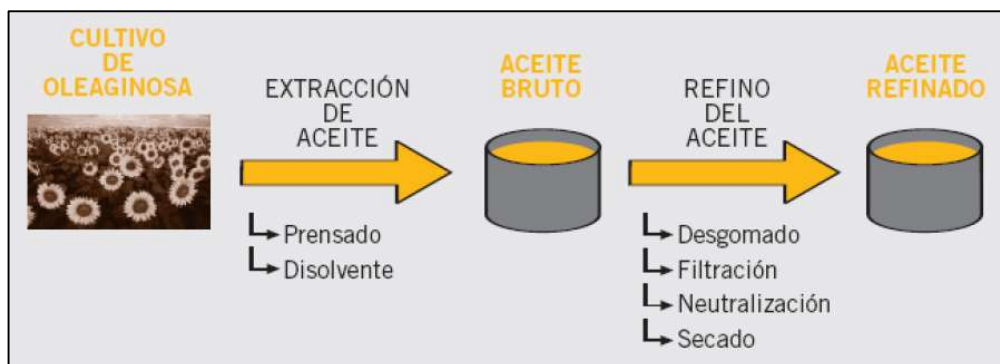 CULTIVO
DE
OLEAGINOSA
EXTRACCIÓN
DE
ACEITE
Prensado
Disolvente
ACEITE
BRUTO
REFINO
DEL
ACEITE
Desgomado
Filtración
Neutralización
Secado
ACEITE
REFINADO